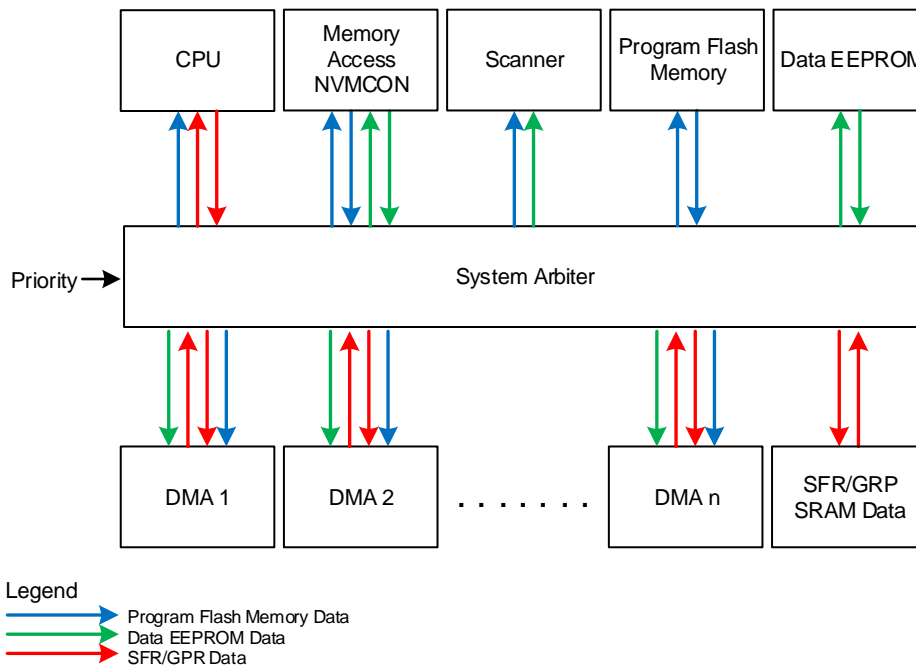 CPU
Memory
Access
NVMCON
Scanner
Program Flash
Memory
Data EEPROM
Priority
System Arbiter
DMA 1
DMA 2
. . . . . . .
DMA n
SFR/GRP
SRAM Data
Legend
Program Flash Memory Data
Data EEPROM Data
SFR/GPR Data